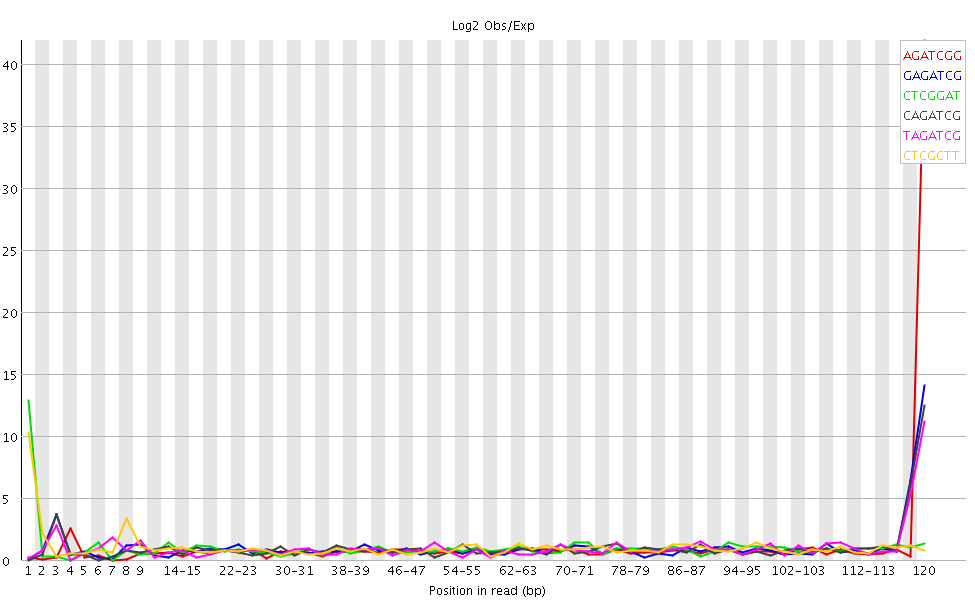 Log2 Obs/Exp
40
35
30
25
20
15
10
5
0
AGATCGG
GAGATCG
CTCGGAT
CAGATCG
TAGATCG
CTCGCTT
1 2 3 4 5 6 7 8 9 14-15 22-23 30-31 38-39 46-47 54-55 62-63 70-71 78-79 86-87 94-95 102-103 112-113 120
Position in read (bp)